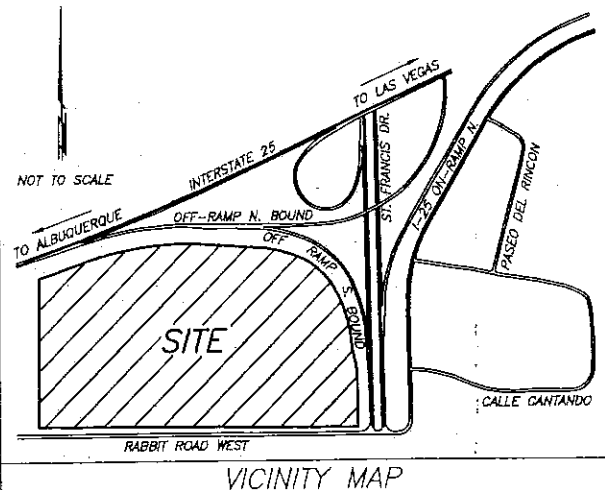 TO LAS VEGAS
ST. FRANCIS DR.
INTERSTATE 25
NOT TO SCALE
I-25 ON-RAMP N.
PASEO DEL RINCON
TO ALBUQUERQUE
OFF-RAMP N. BOUND
OFF RAMP S. BOUND
SITE
CALLE CANTANDO
RABBIT ROAD WEST
VICINITY MAP